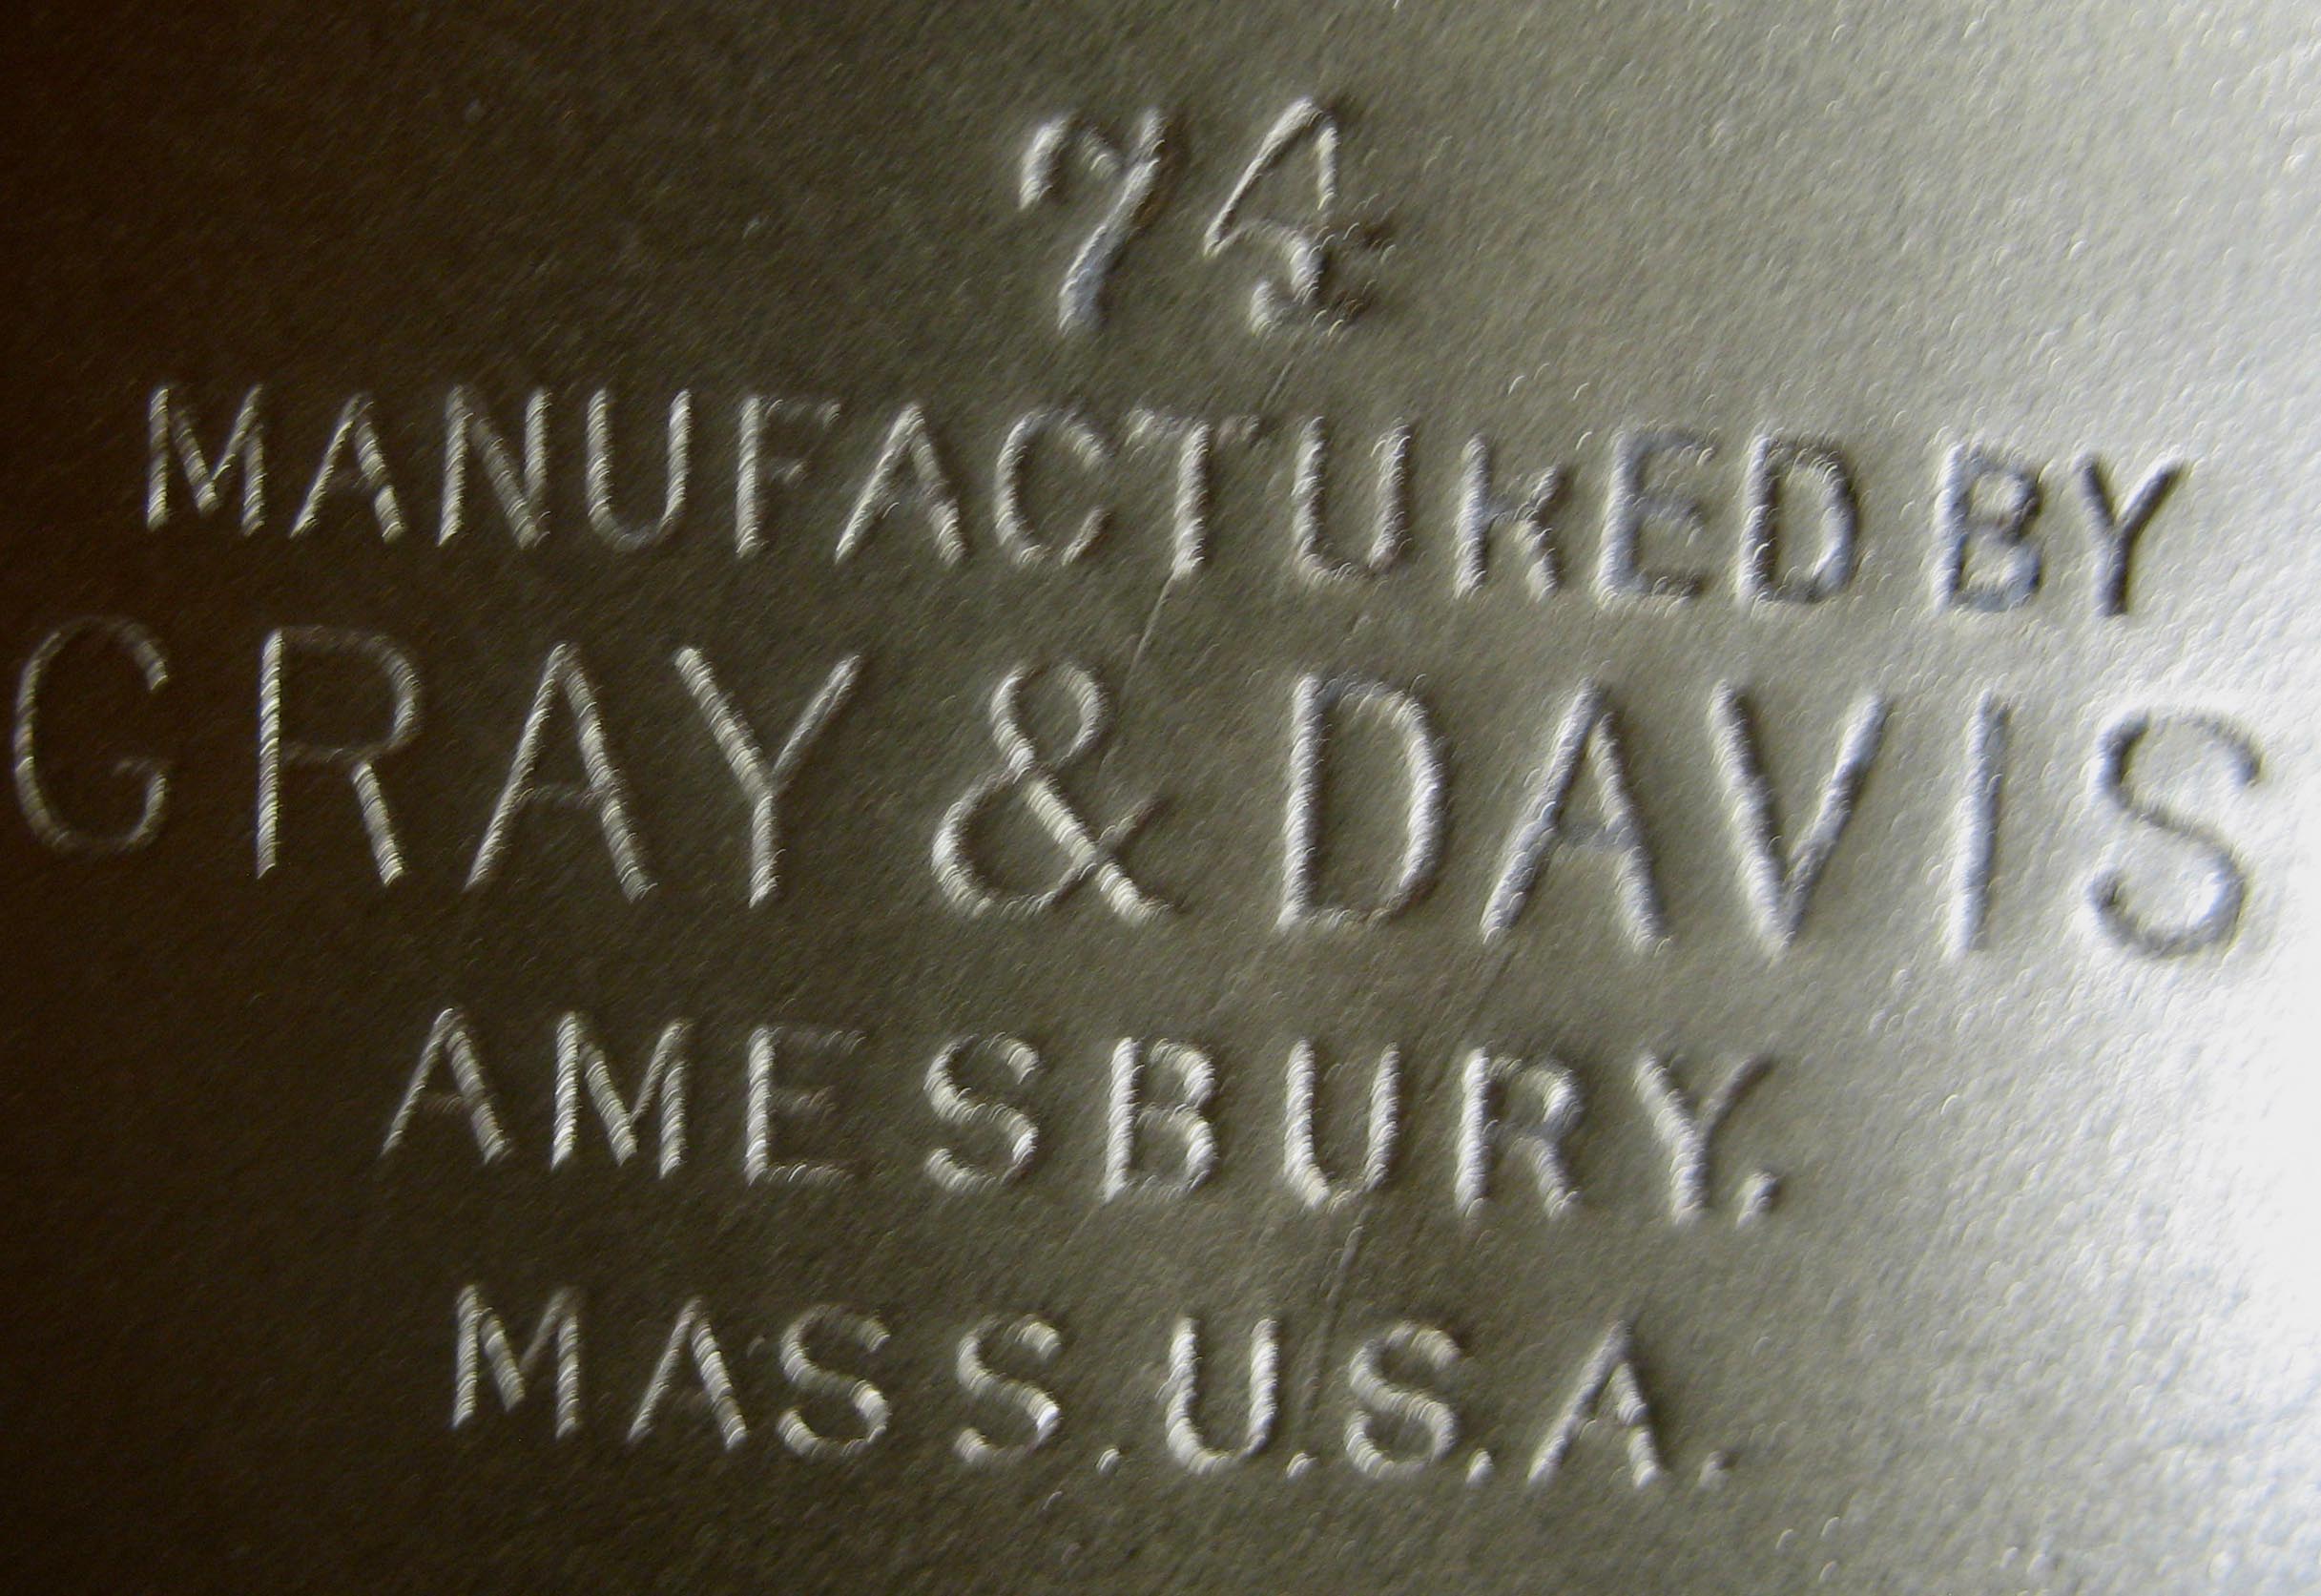 74
MANUFACTURED BY
GRAY & DAVIS
AMESBURY.
MASS.U.S.A.